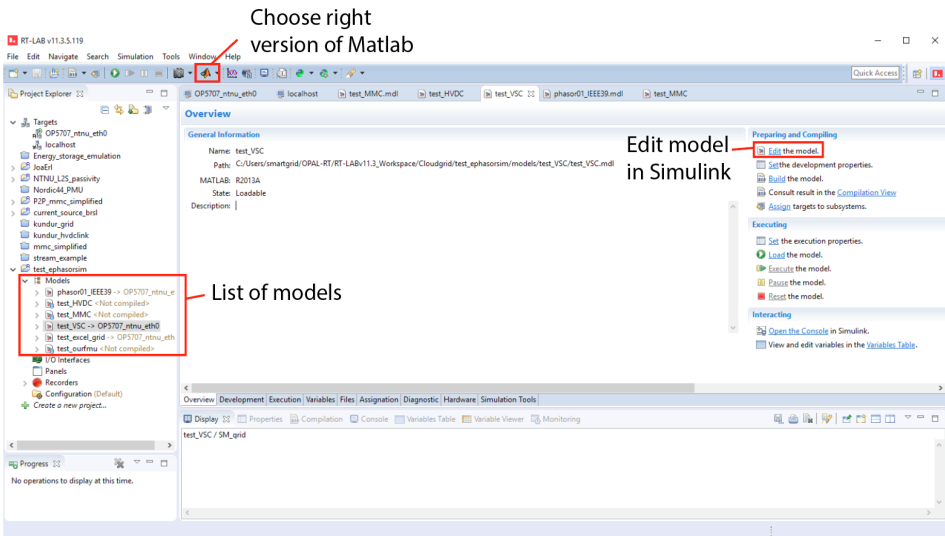 Choose right
version of Matlab
RT-LAB v11.3.5.119
File Edit Navigate Search Simulation Tools Window Help
Quick Access
Project Explorer
OP5707_ntnu_eth0 localhost test_MMC.mdl test_HVDC test_VSC phasor01_IEEE39.mdl test_MMC
Targets
OP5707_ntnu_eth0
localhost
Energy_storage_emulation
JoaErl
NTNU_L2S_passivity
Nordic44_PMU
P2P_mmc_simplified
current_source_brsl
kundur_grid
kundur_hvdclink
mmc_simplified
stream_example
test_ephasorsim
Models
phasor01_IEEE39 -> OP5707_ntnu_e
test_HVDC <Not compiled>
test_MMC <Not compiled>
test_VSC -> OP5707_ntnu_eth0
test_excel_grid -> OP5707_ntnu_eth
test_ourfmu <Not compiled>
I/O Interfaces
Panels
Recorders
Configuration (Default)
Create a new project...
List of models
Overview
General Information
Name: test_VSC
Path: C:/Users/smartgrid/OPAL-RT/RT-LABv11.3_Workspace/Cloudgrid/test_ephasorsim/models/test_VSC/test_VSC.mdl
MATLAB: R2013A
State: Loadable
Description:
Edit model
in Simulink
Preparing and Compiling
Edit the model.
Set the development properties.
Build the model.
Consult result in the Compilation View
Assign targets to subsystems.
Executing
Set the execution properties.
Load the model.
Execute the model.
Pause the model.
Reset the model.
Interacting
Open the Console in Simulink.
View and edit variables in the Variables Table.
Overview Development Execution Variables Files Assignation Diagnostic Hardware Simulation Tools
Display Properties Compilation Console Variables Table Variable Viewer Monitoring
test_VSC / SM_grid
Progress
No operations to display at this time.